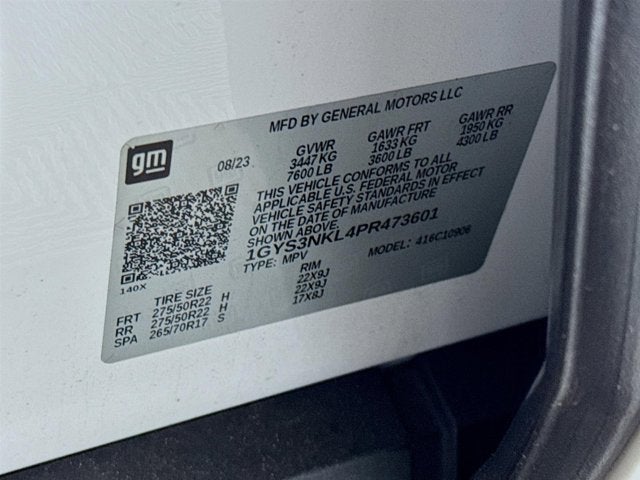 MFD BY GENERAL MOTORS LLC
gm
08/23
GVWR GAWR FRT GAWR RR
3447 KG 1633 KG 1950 KG
7600 LB 3600 LB 4300 LB
THIS VEHICLE CONFORMS TO ALL
APPLICABLE U.S. FEDERAL MOTOR
VEHICLE SAFETY STANDARDS IN EFFECT
ON THE DATE OF MANUFACTURE
SHOWN ABOVE.
1GYS3NKL4PR473601
TYPE: MPV MODEL: 416C10906
140X
TIRE SIZE RIM
FRT 275/50R22 H 22X9J
RR 275/50R22 H 22X9J
SPA 265/70R17 S 17X8J